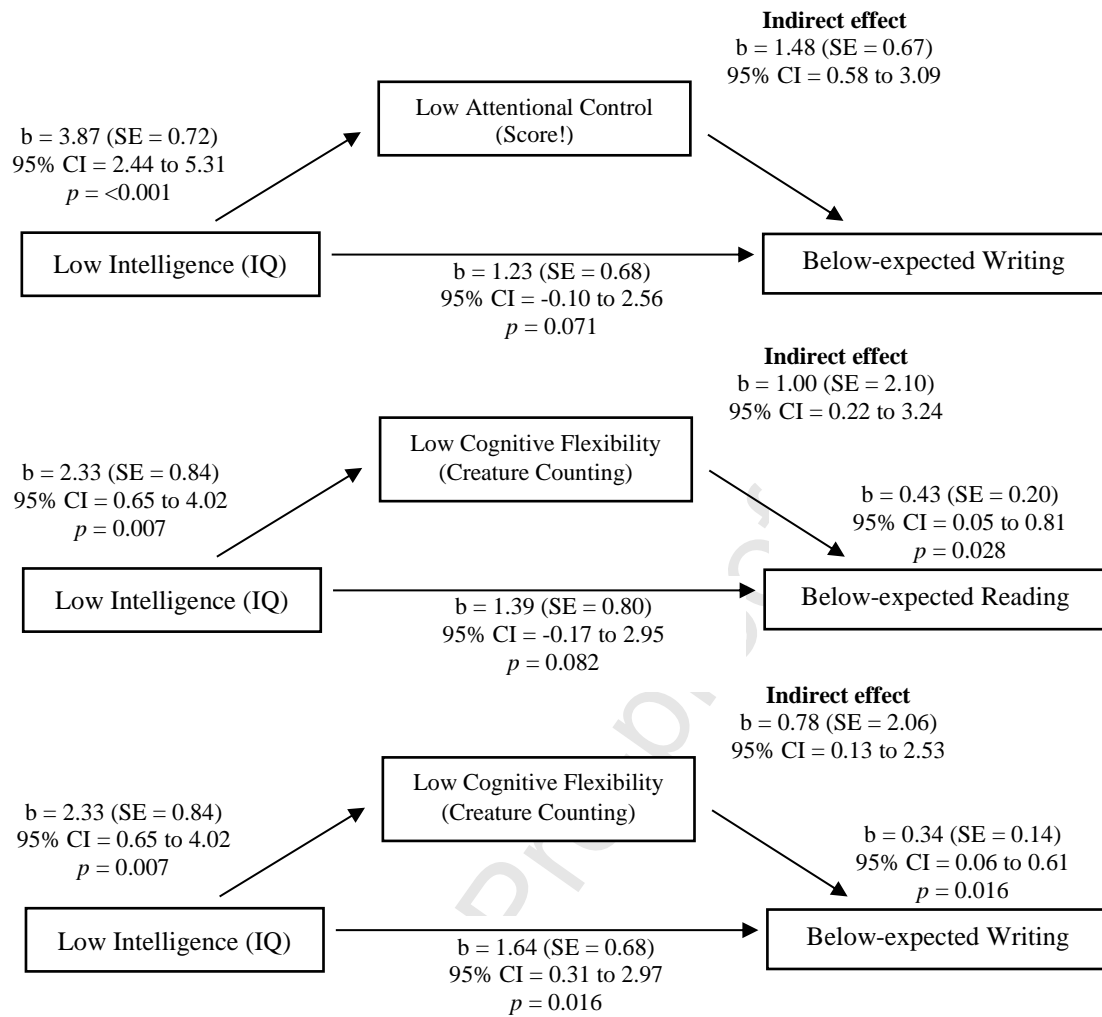 Indirect effect
b = 1.48 (SE = 0.67)
95% CI = 0.58 to 3.09
Low Attentional Control
(Score!)
b = 3.87 (SE = 0.72)
95% CI = 2.44 to 5.31
p = <0.001
Low Intelligence (IQ)
Below-expected Writing
b = 1.23 (SE = 0.68)
95% CI = -0.10 to 2.56
p = 0.071
Indirect effect
b = 1.00 (SE = 2.10)
95% CI = 0.22 to 3.24
Low Cognitive Flexibility
(Creature Counting)
b = 2.33 (SE = 0.84)
95% CI = 0.65 to 4.02
p = 0.007
b = 0.43 (SE = 0.20)
95% CI = 0.05 to 0.81
p = 0.028
Low Intelligence (IQ)
Below-expected Reading
b = 1.39 (SE = 0.80)
95% CI = -0.17 to 2.95
p = 0.082
Indirect effect
b = 0.78 (SE = 2.06)
95% CI = 0.13 to 2.53
Low Cognitive Flexibility
(Creature Counting)
b = 2.33 (SE = 0.84)
95% CI = 0.65 to 4.02
p = 0.007
b = 0.34 (SE = 0.14)
95% CI = 0.06 to 0.61
p = 0.016
Low Intelligence (IQ)
Below-expected Writing
b = 1.64 (SE = 0.68)
95% CI = 0.31 to 2.97
p = 0.016